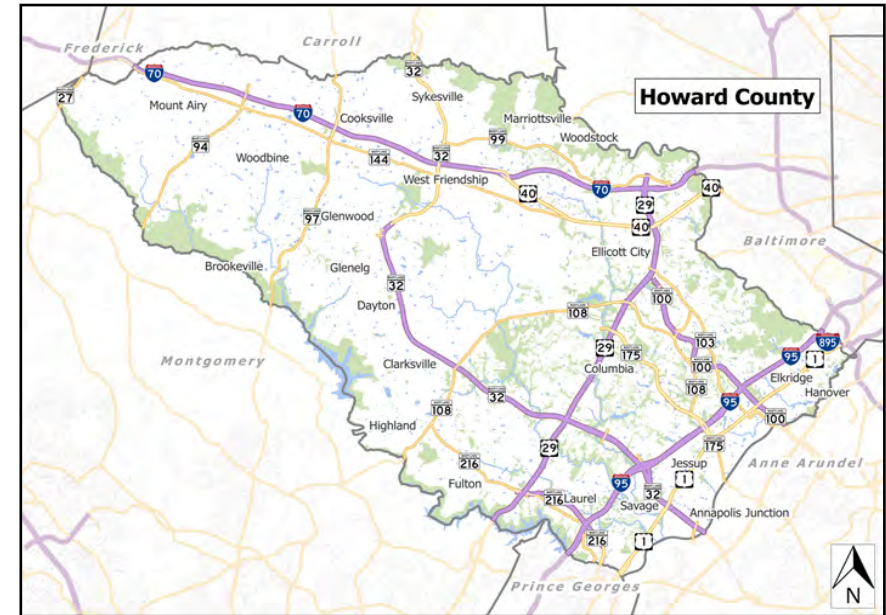 Frederick
Carroll
Howard County
70
32
27
Mount Airy
Sykesville
70
Cooksville
Marriottsville
Woodstock
94
99
32
Woodbine
144
West Friendship
40
70
40
29
97
Glenwood
40
Ellicott City
Baltimore
Brookeville
Glenelg
32
Dayton
100
108
103
895
29
175
95
1
Montgomery
Clarksville
Columbia
100
Elkridge
108
Hanover
32
95
108
100
Highland
29
175
216
Jessup
Anne Arundel
Fulton
95
1
216
Laurel
32
Savage
Annapolis Junction
216
1
Prince Georges
N